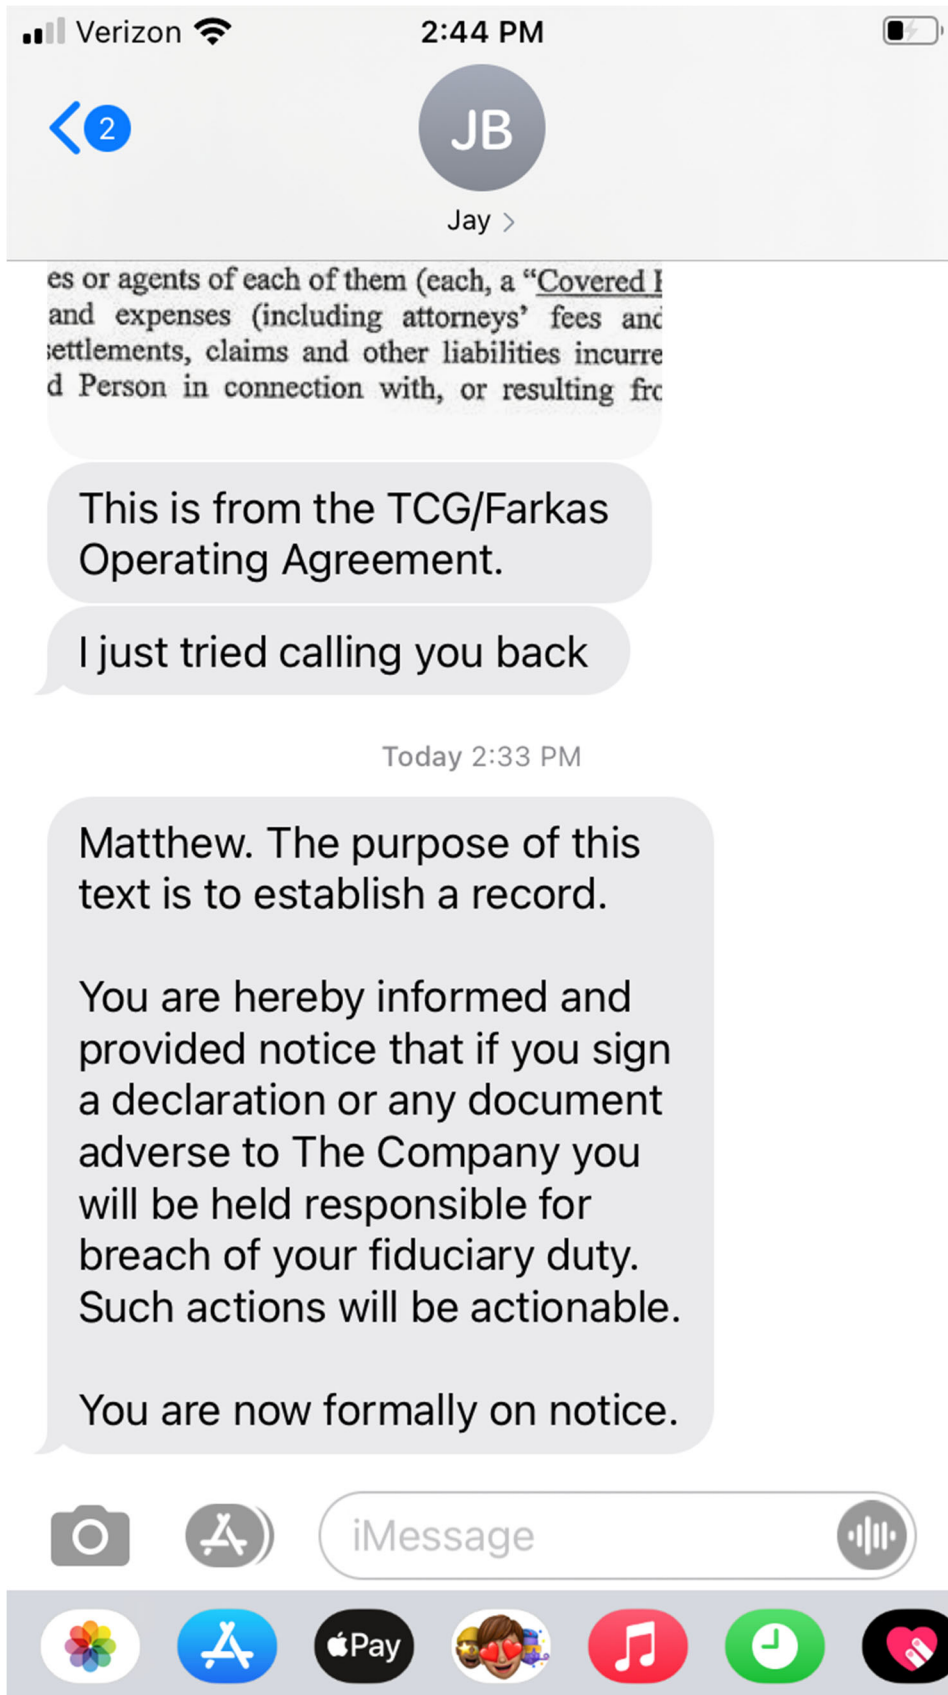 Verizon 2:44 PM
2
JB
Jay
es or agents of each of them (each, a “Covered
and expenses (including attorneys’ fees and
settlements, claims and other liabilities incurre
d Person in connection with, or resulting fro
This is from the TCG/Farkas
Operating Agreement.
I just tried calling you back
Today 2:33 PM
Matthew. The purpose of this
text is to establish a record.
You are hereby informed and
provided notice that if you sign
a declaration or any document
adverse to The Company you
will be held responsible for
breach of your fiduciary duty.
Such actions will be actionable.
You are now formally on notice.
iMessage
Pay